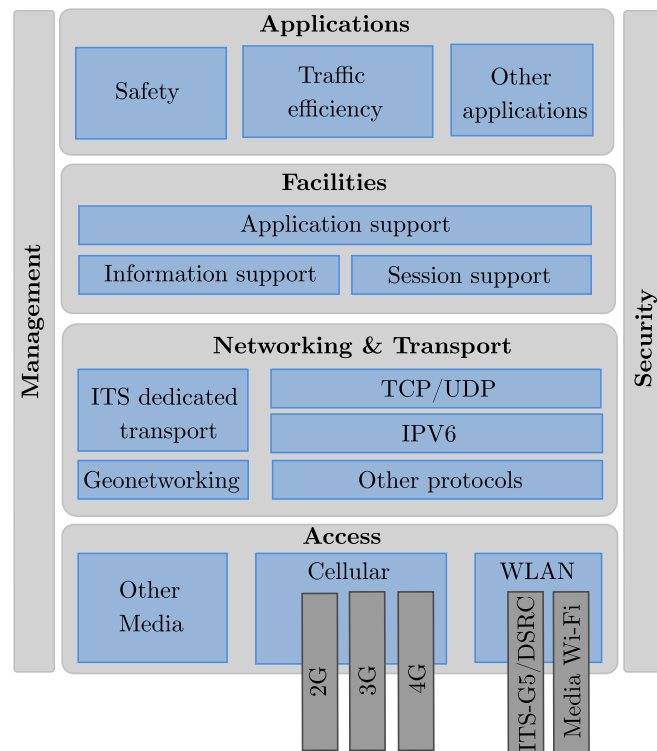 Applications
Safety
Traffic
efficiency
Other
applications
Facilities
Application support
Information support
Session support
Networking & Transport
ITS dedicated
transport
TCP/UDP
IPV6
Geonetworking
Other protocols
Access
Other
Media
Cellular
2G
3G
4G
WLAN
ITS-G5/DSRC
Media Wi-Fi
Management
Security